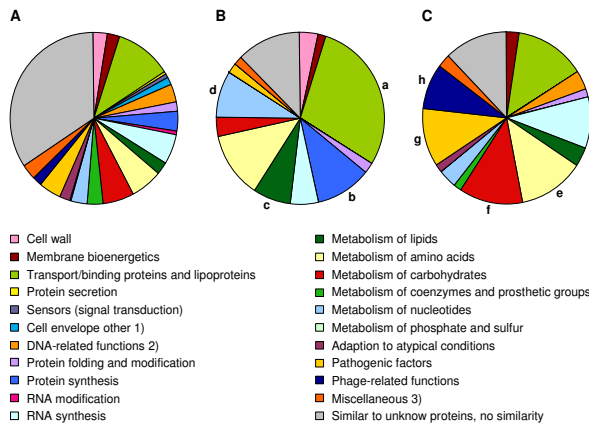 A
B
C
a
b
c
d
e
f
g
h
Cell wall
Membrane bioenergetics
Transport/binding proteins and lipoproteins
Protein secretion
Sensors (signal transduction)
Cell envelope other 1)
DNA-related functions 2)
Protein folding and modification
Protein synthesis
RNA modification
RNA synthesis
Metabolism of lipids
Metabolism of amino acids
Metabolism of carbohydrates
Metabolism of coenzymes and prosthetic groups
Metabolism of nucleotides
Metabolism of phosphate and sulfur
Adaption to atypical conditions
Pathogenic factors
Phage-related functions
Miscellaneous 3)
Similar to unknow proteins, no similarity